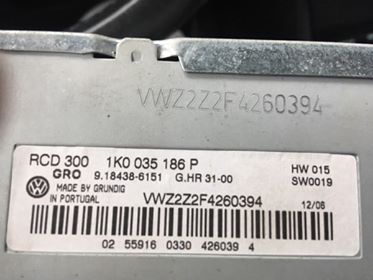 VWZ2Z2F4260394
RCD 300 1K0 035 186 P
GRO 9.18438-6151 G.HR 31-00 HW 015
MADE BY GRUNDIG SW0019
IN PORTUGAL VWZ2Z2F4260394 12/06
02 55916 0330 426039 4